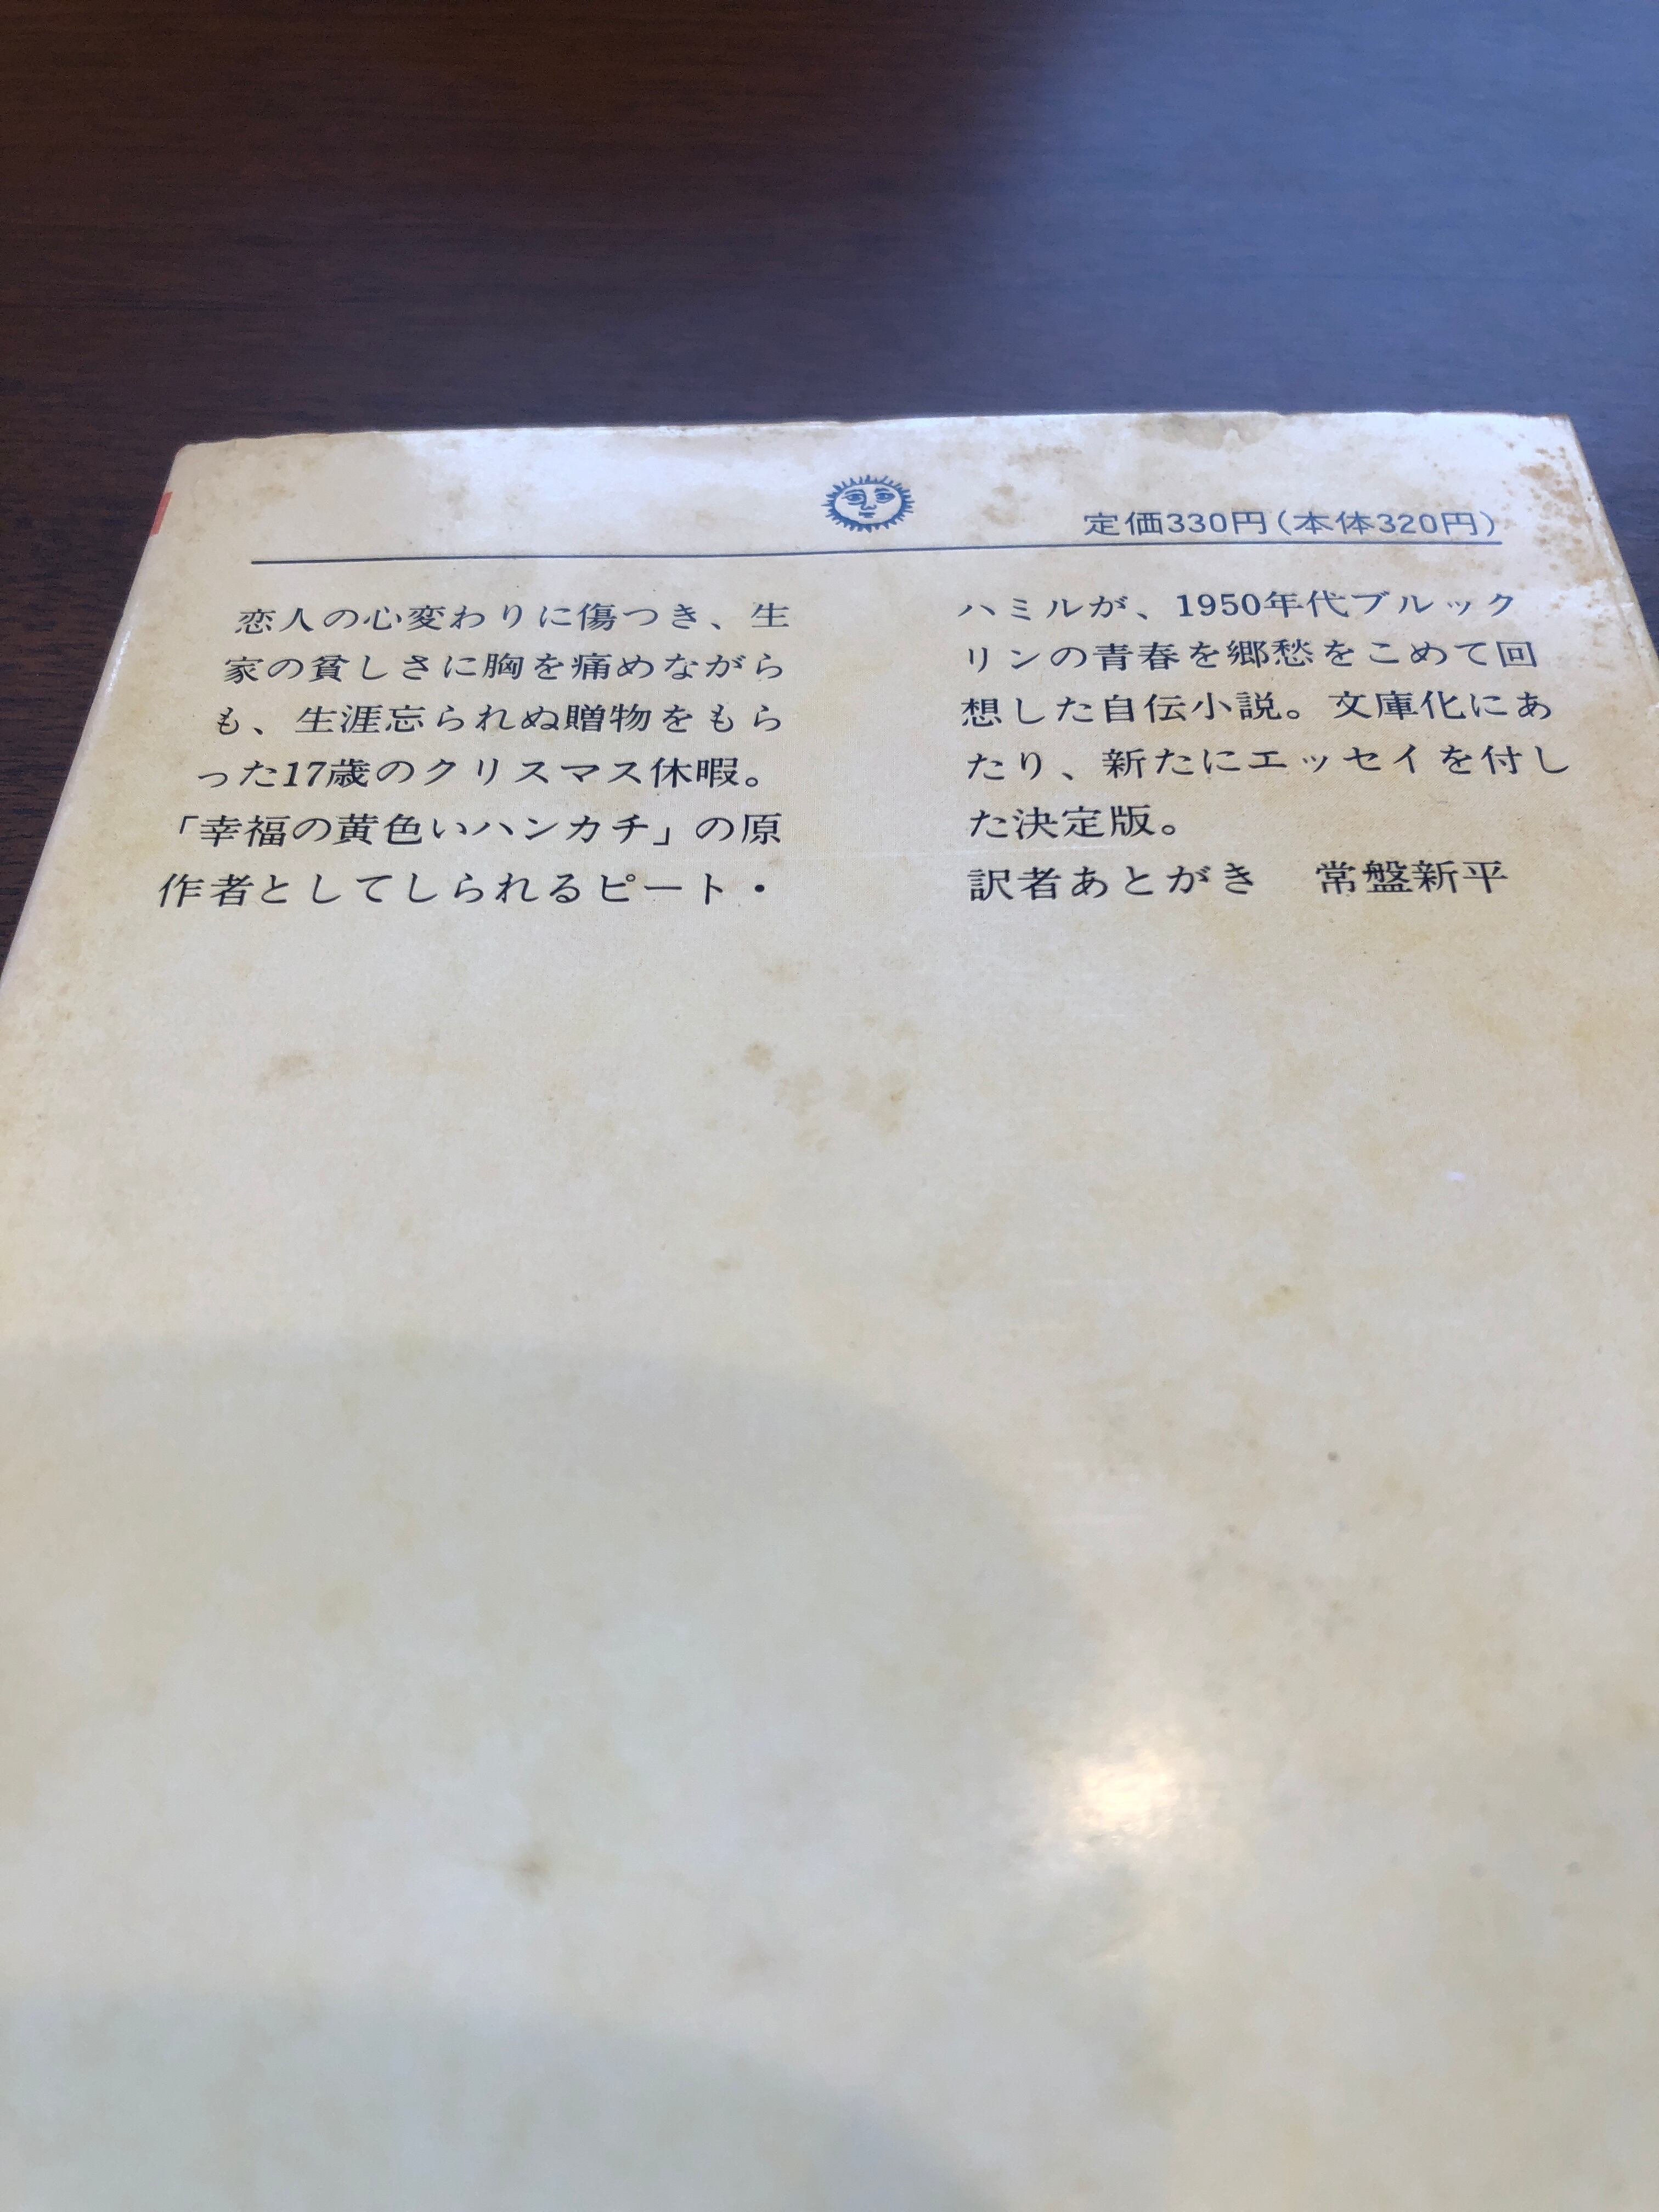 定価330円（本体320円）
恋人の心変わりに傷つき、生
家の貧しさに胸を痛めながら
も、生涯忘られぬ贈物をもら
った17歳のクリスマス休暇。
「幸福の黄色いハンカチ」の原
作者としてしられるピート・
ハミルが、1950年代ブルック
リンの青春を郷愁をこめて回
想した自伝小説。文庫化にあ
たり、新たにエッセイを付し
た決定版。
訳者あとがき　常盤新平